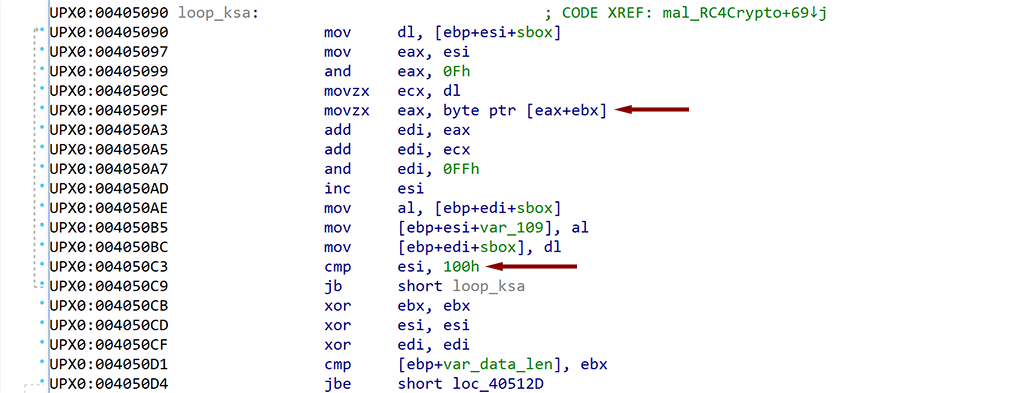 UPX0:00405090 loop_ksa: ; CODE XREF: mal_RC4Crypto+69↓j
UPX0:00405090 mov dl, [ebp+esi+sbox]
UPX0:00405097 mov eax, esi
UPX0:00405099 and eax, 0Fh
UPX0:0040509C movzx ecx, dl
UPX0:0040509F movzx eax, byte ptr [eax+ebx]
UPX0:004050A3 add edi, eax
UPX0:004050A5 add edi, ecx
UPX0:004050A7 and edi, 0FFh
UPX0:004050AD inc esi
UPX0:004050AE mov al, [ebp+edi+sbox]
UPX0:004050B5 mov [ebp+esi+var_109], al
UPX0:004050BC mov [ebp+edi+sbox], dl
UPX0:004050C3 cmp esi, 100h
UPX0:004050C9 jb short loop_ksa
UPX0:004050CB xor ebx, ebx
UPX0:004050CD xor esi, esi
UPX0:004050CF xor edi, edi
UPX0:004050D1 cmp [ebp+var_data_len], ebx
UPX0:004050D4 jbe short loc_40512D